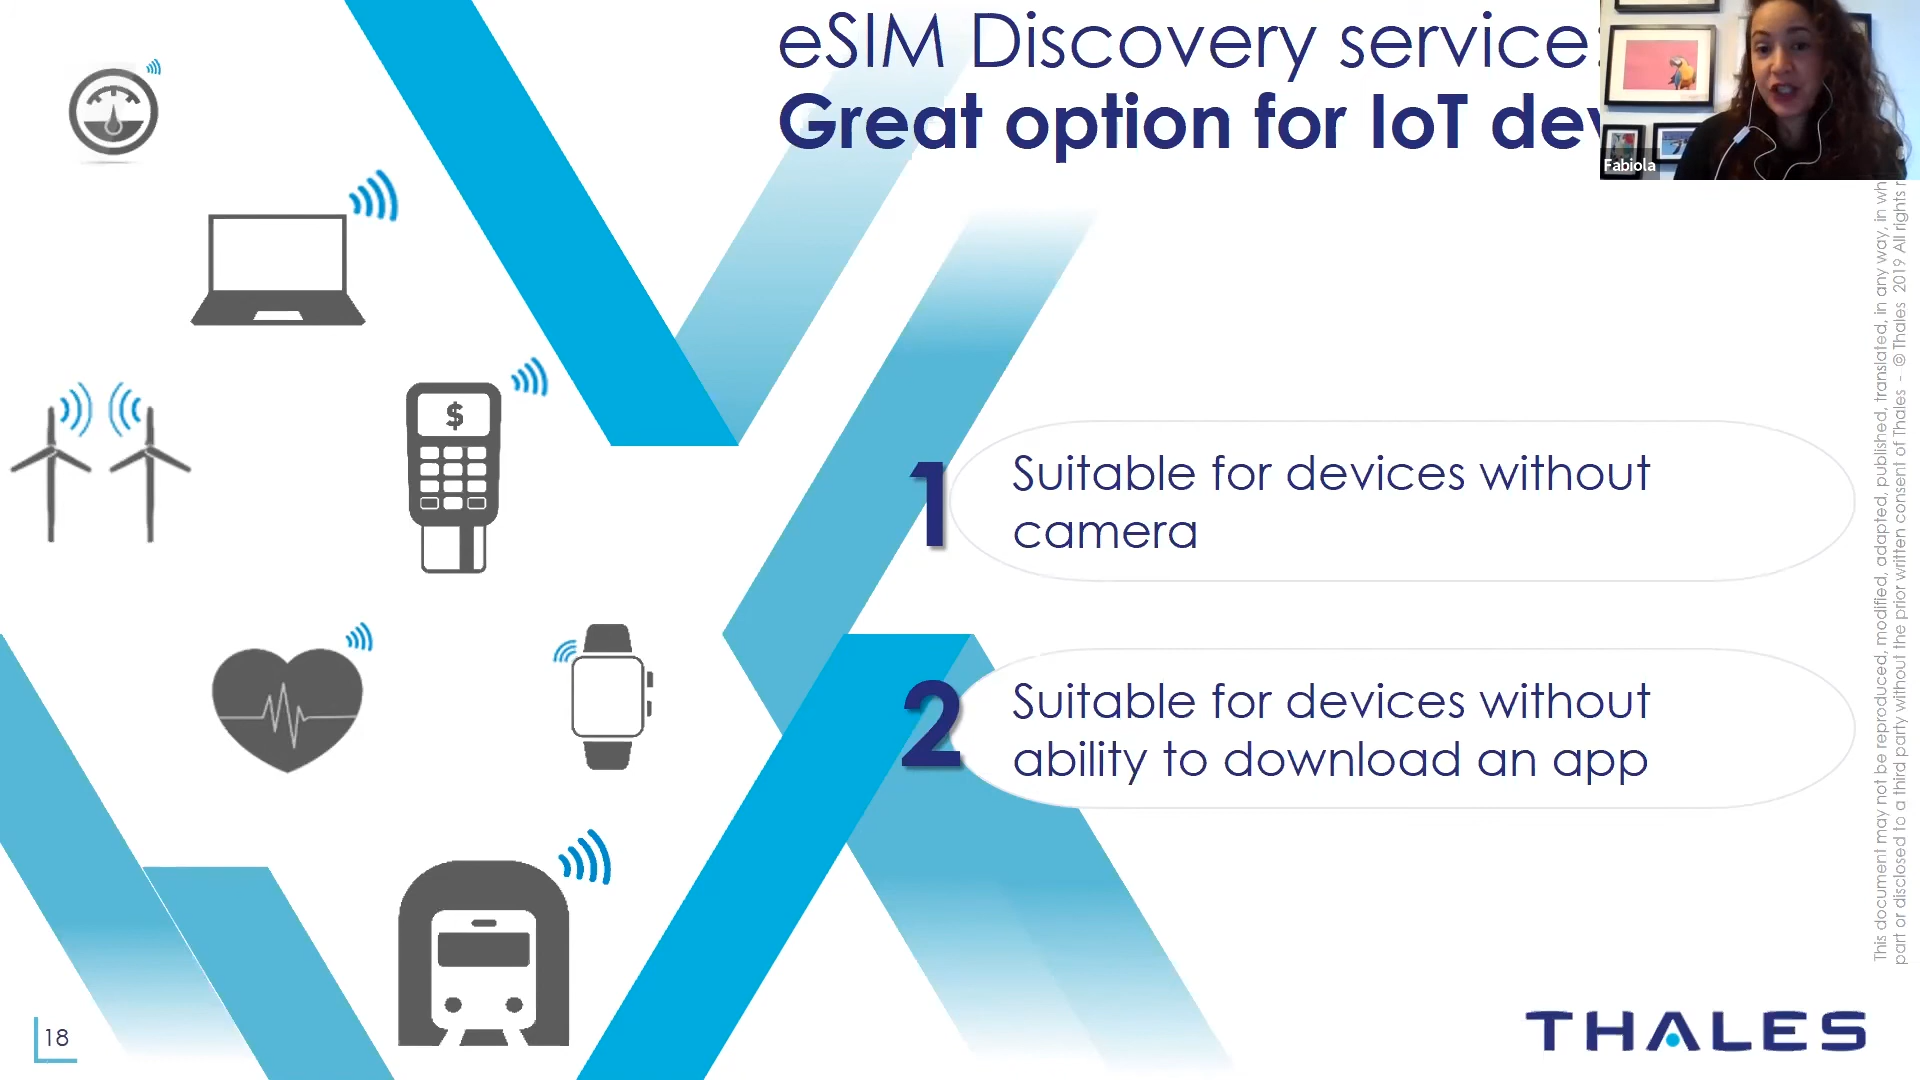 eSIM Discovery service:
Great option for IoT dev
Fabiola
$
1
Suitable for devices without
camera
2
Suitable for devices without
ability to download an app
This document may not be reproduced, modified, adapted, published, translated, in any way, in wh
part or disclosed to a third party without the prior written consent of Thales - © Thales 2019 All rights r
18
THALES